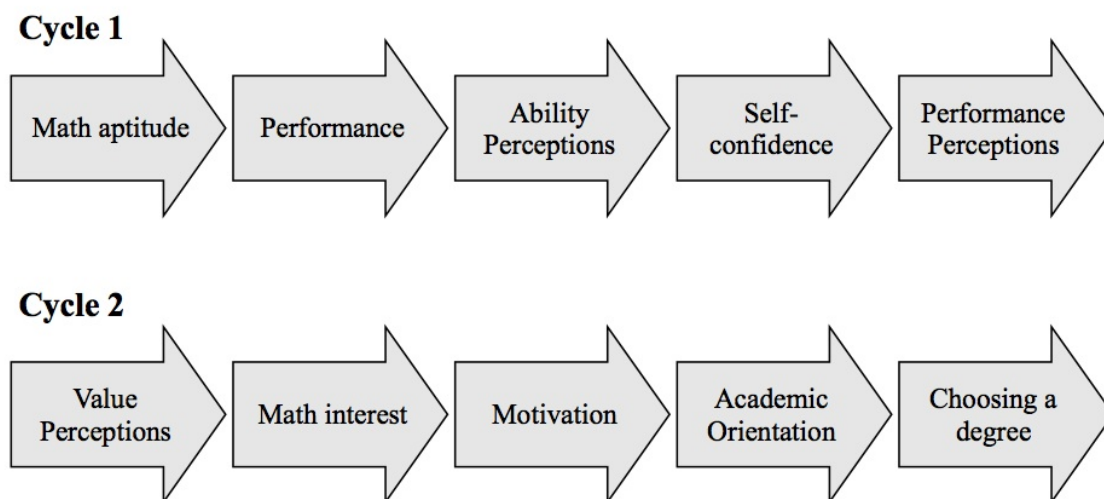 Cycle 1
Math aptitude
Performance
Ability
Perceptions
Self-
confidence
Performance
Perceptions
Cycle 2
Value
Perceptions
Math interest
Motivation
Academic
Orientation
Choosing a
degree